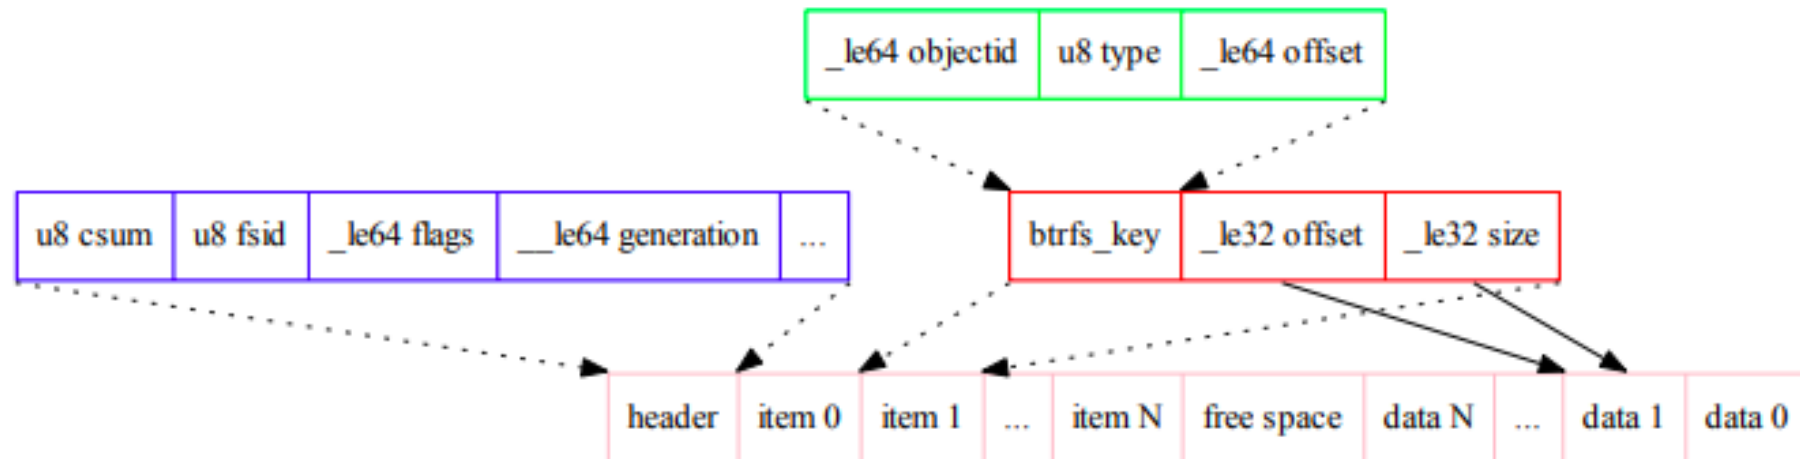 _le64 objectid u8 type _le64 offset
u8 csum u8 fsid _le64 flags __le64 generation ... btrfs_key _le32 offset _le32 size
header item 0 item 1 ... item N free space data N ... data 1 data 0